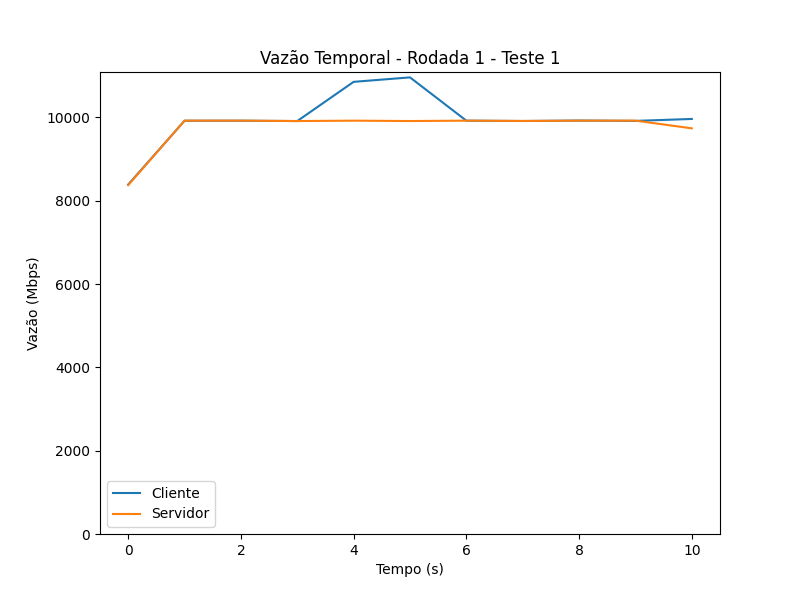 Vazão Temporal - Rodada 1 - Teste 1
10000
8000
6000
4000
2000
0
Vazão (Mbps)
Cliente
Servidor
0 2 4 6 8 10
Tempo (s)